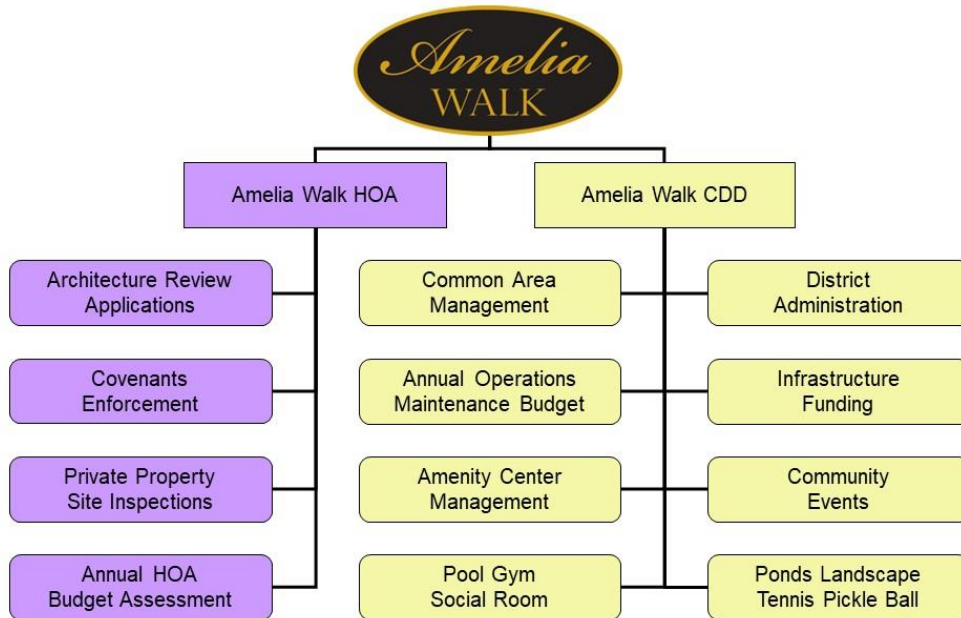 Amelia
WALK
Amelia Walk HOA
Amelia Walk CDD
Architecture Review
Applications
Common Area
Management
District
Administration
Covenants
Enforcement
Annual Operations
Maintenance Budget
Infrastructure
Funding
Private Property
Site Inspections
Amenity Center
Management
Community
Events
Annual HOA
Budget Assessment
Pool Gym
Social Room
Ponds Landscape
Tennis Pickle Ball